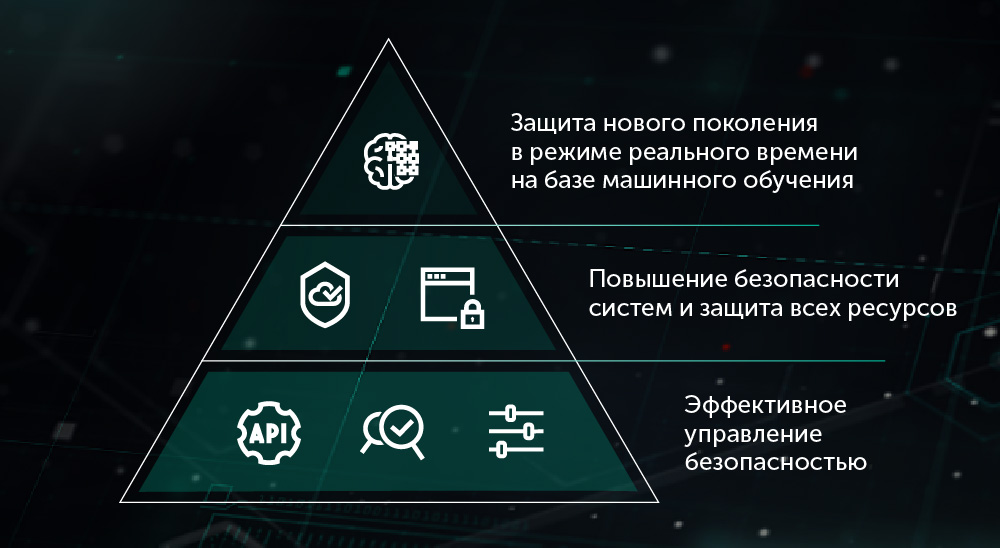 Защита нового поколения
в режиме реального времени
на базе машинного обучения
Повышение безопасности
систем и защита всех ресурсов
API
Эффективное
управление
безопасностью